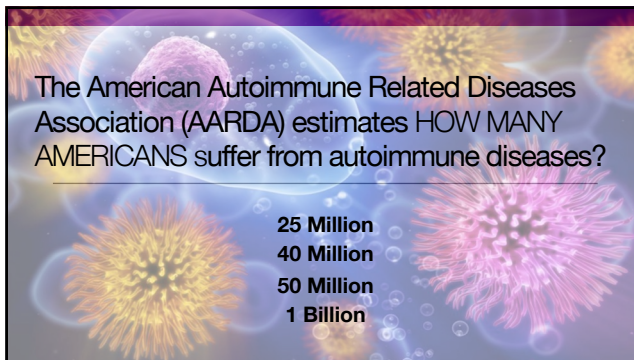 The American Autoimmune Related Diseases
Association (AARDA) estimates HOW MANY
AMERICANS suffer from autoimmune diseases?
25 Million
40 Million
50 Million
1 Billion